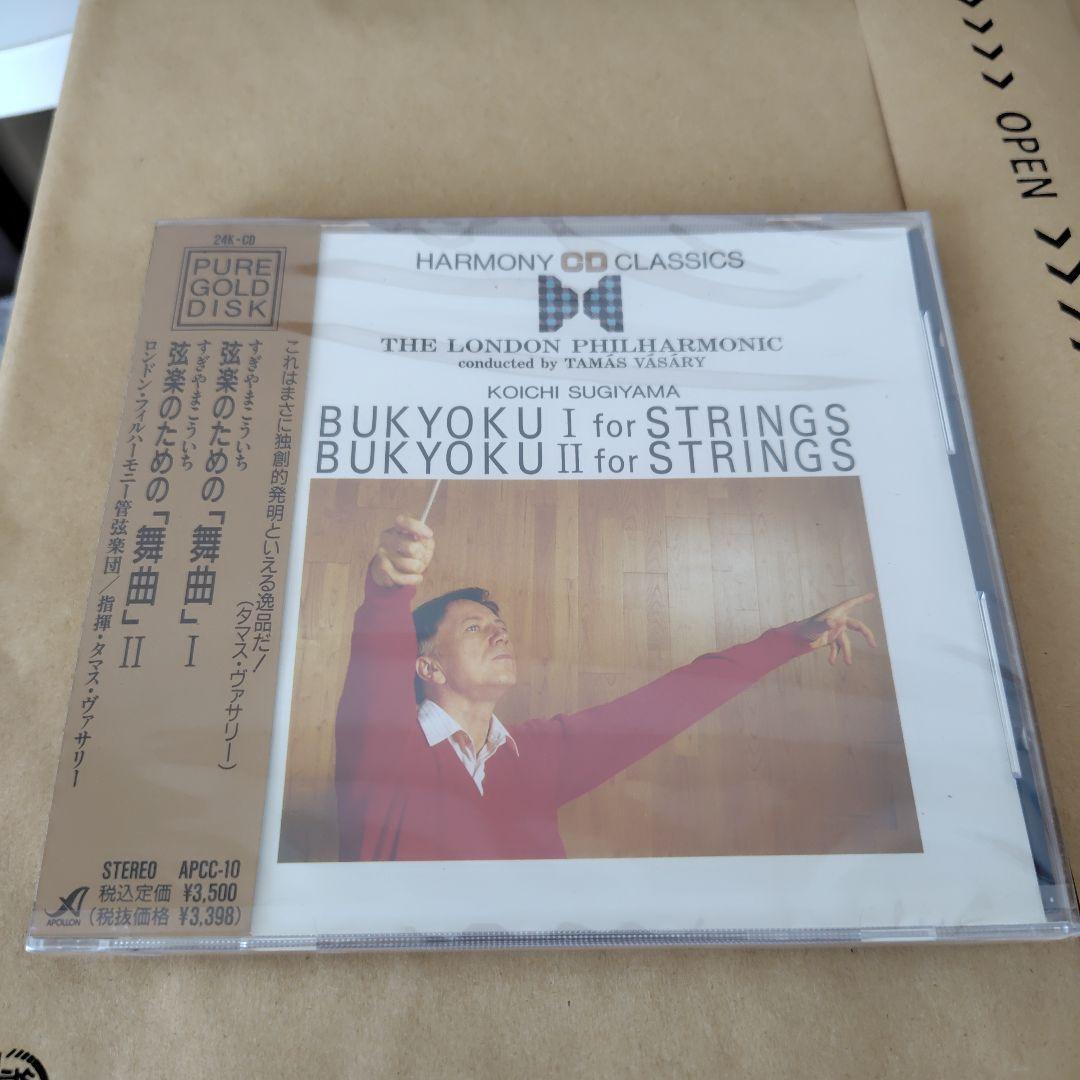 24K-CD
PURE
GOLD
DISK
これはまさに独創的発明といえる逸品だ!
(タマス・ヴァサリー)
すぎやまこういち
弦楽のための「舞曲」I
すぎやまこういち
弦楽のための「舞曲」II
ロンドン・フィルハーモニー管弦楽団/指揮・タマス・ヴァサリー
STEREO APCC-10
税込定価 ¥3,500
(税抜価格 ¥3,398)
APOLLON
HARMONY CD CLASSICS
THE LONDON PHILHARMONIC
conducted by TAMÁS VÁSÁRY
KOICHI SUGIYAMA
BUKYOKU I for STRINGS
BUKYOKU II for STRINGS
OPEN